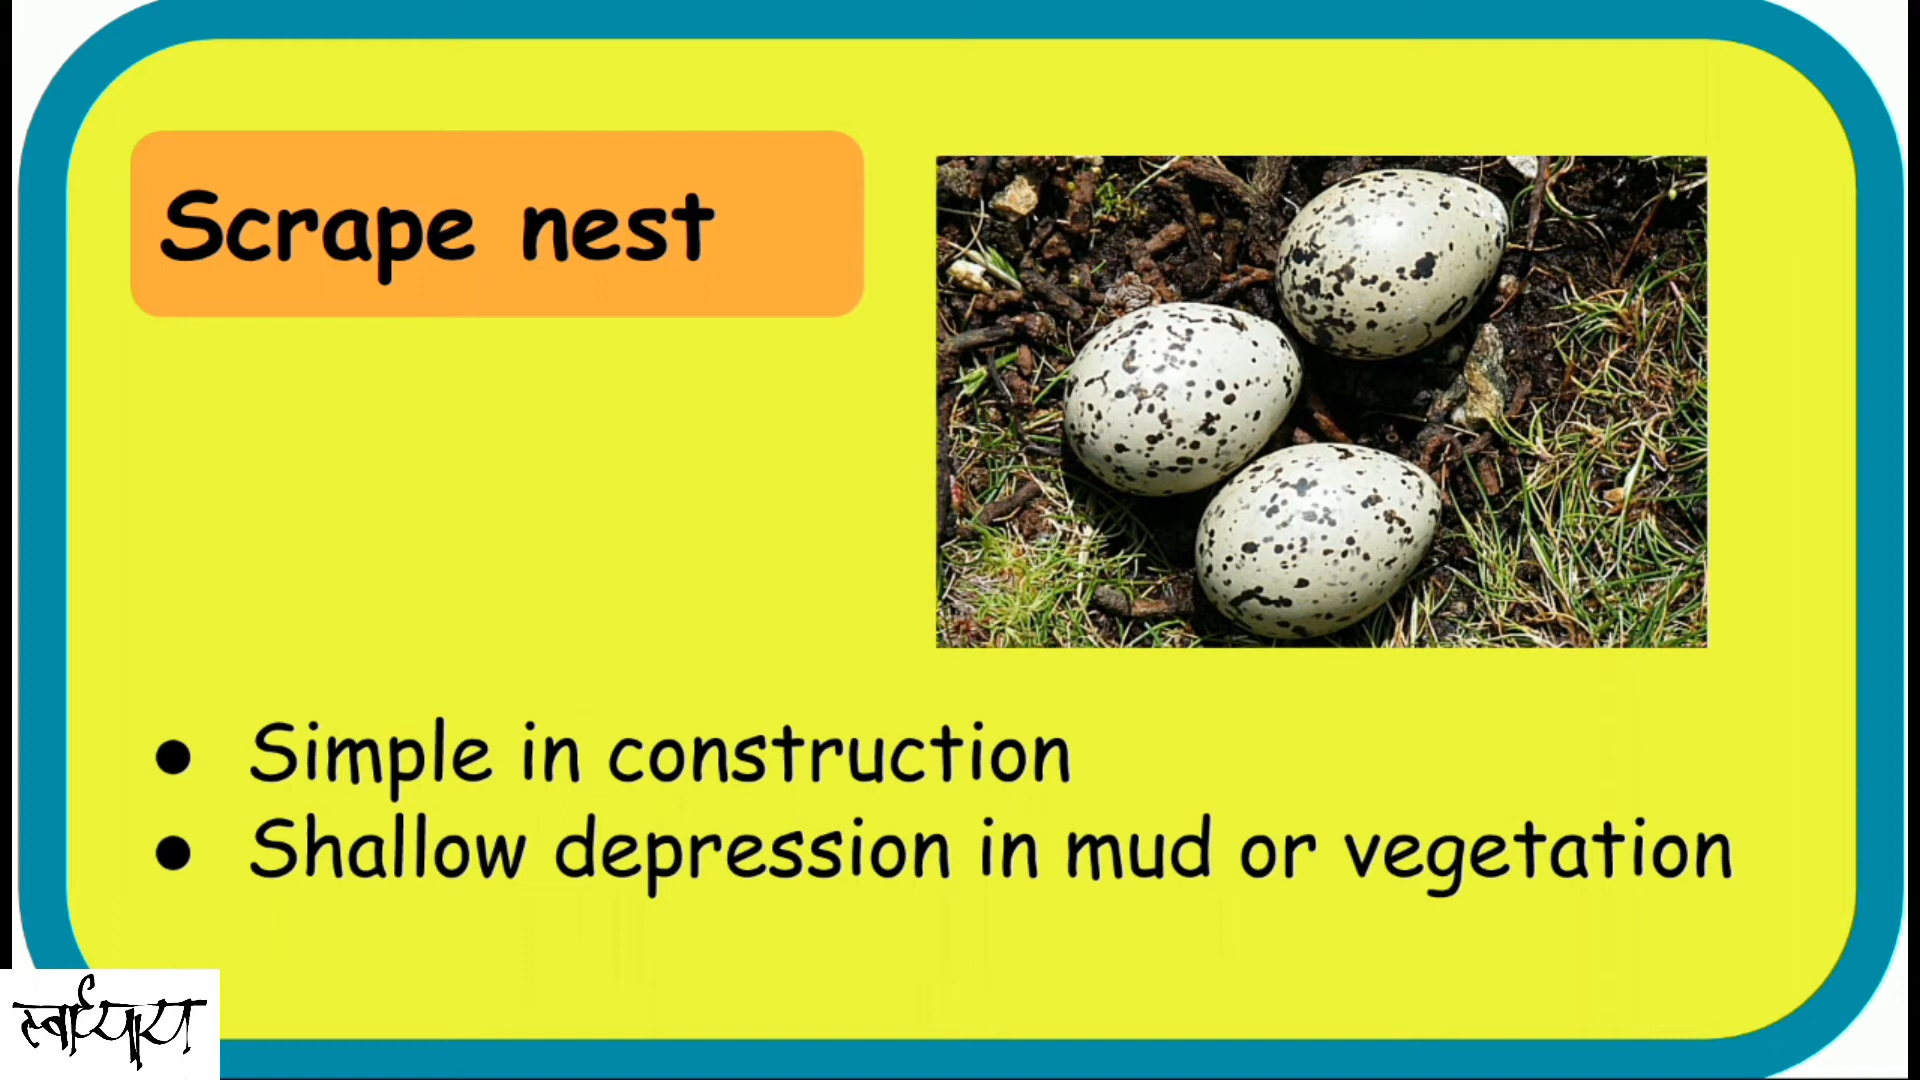 Scrape nest
● Simple in construction
● Shallow depression in mud or vegetation
स्वाध्याय